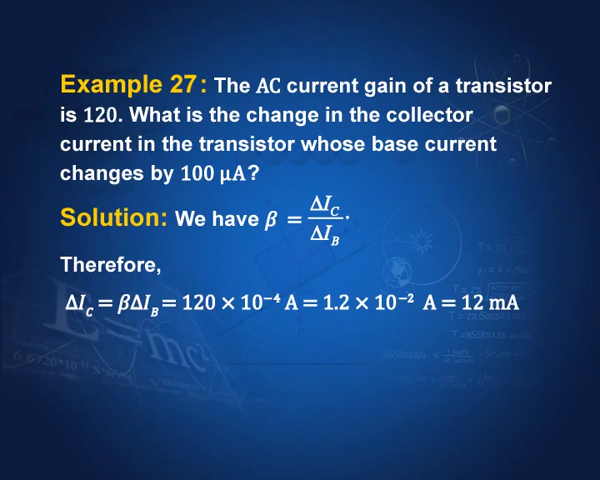 Example 27: The AC current gain of a transistor
is 120. What is the change in the collector
current in the transistor whose base current
changes by 100 μA?
Solution: We have β = ΔI_C / ΔI_B.
Therefore,
ΔI_C = βΔI_B = 120 × 10⁻⁴ A = 1.2 × 10⁻² A = 12 mA
E=mc²